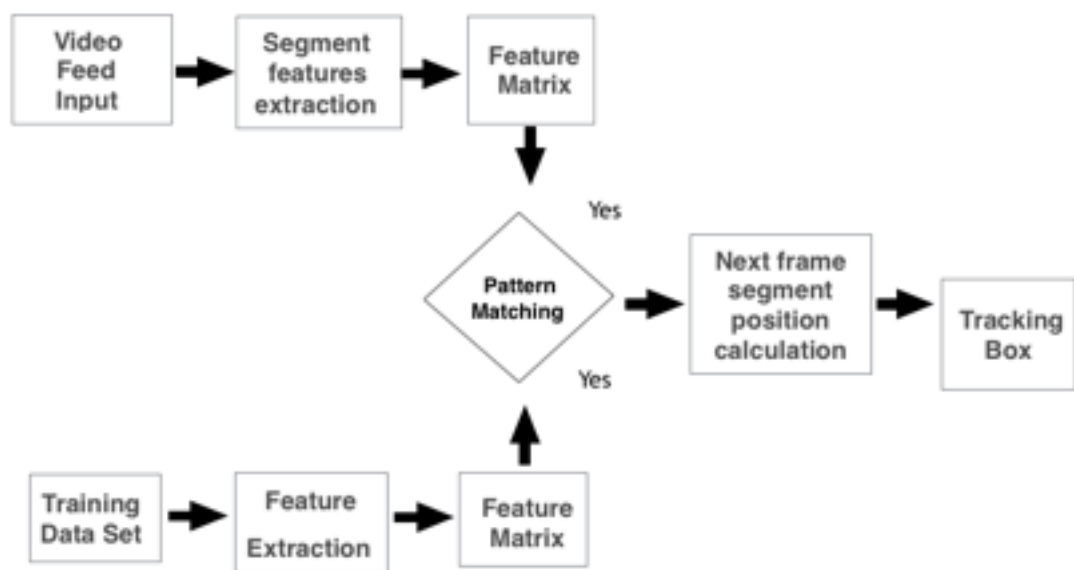 Video
Feed
Input
Segment
features
extraction
Feature
Matrix
Yes
Pattern
Matching
Next frame
segment
position
calculation
Tracking
Box
Yes
Training
Data Set
Feature
Extraction
Feature
Matrix